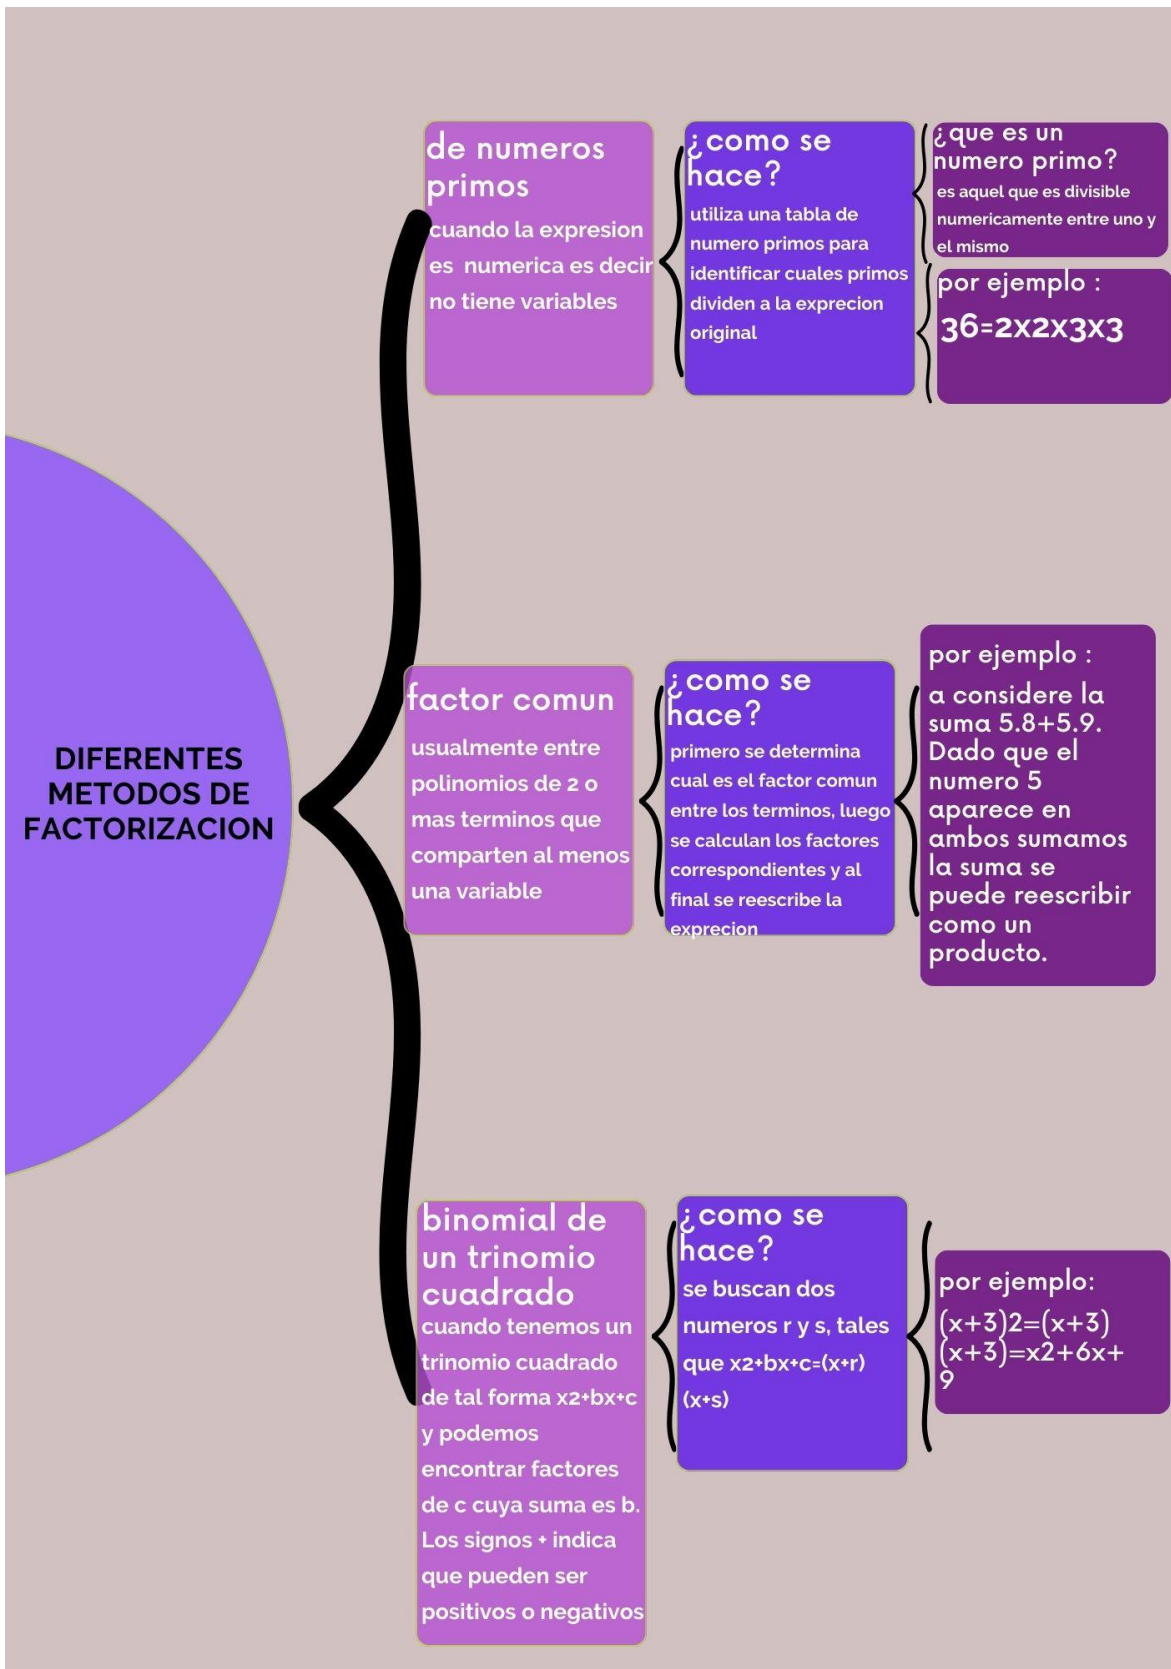 DIFERENTES
METODOS DE
FACTORIZACION
de numeros
primos
cuando la expresion
es numerica es decir
no tiene variables
¿como se
hace?
utiliza una tabla de
numero primos para
identificar cuales primos
dividen a la exprecion
original
¿que es un
numero primo?
es aquel que es divisible
numericamente entre uno y
el mismo
por ejemplo :
36=2x2x3x3
factor comun
usualmente entre
polinomios de 2 o
mas terminos que
comparten al menos
una variable
¿como se
hace?
primero se determina
cual es el factor comun
entre los terminos, luego
se calculan los factores
correspondientes y al
final se reescribe la
exprecion
por ejemplo :
a considere la
suma 5.8+5.9.
Dado que el
numero 5
aparece en
ambos sumamos
la suma se
puede reescribir
como un
producto.
binomial de
un trinomio
cuadrado
cuando tenemos un
trinomio cuadrado
de tal forma x2+bx+c
y podemos
encontrar factores
de c cuya suma es b.
Los signos + indica
que pueden ser
positivos o negativos
¿como se
hace?
se buscan dos
numeros r y s, tales
que x2+bx+c=(x+r)
(x+s)
por ejemplo:
(x+3)2=(x+3)
(x+3)=x2+6x+
9